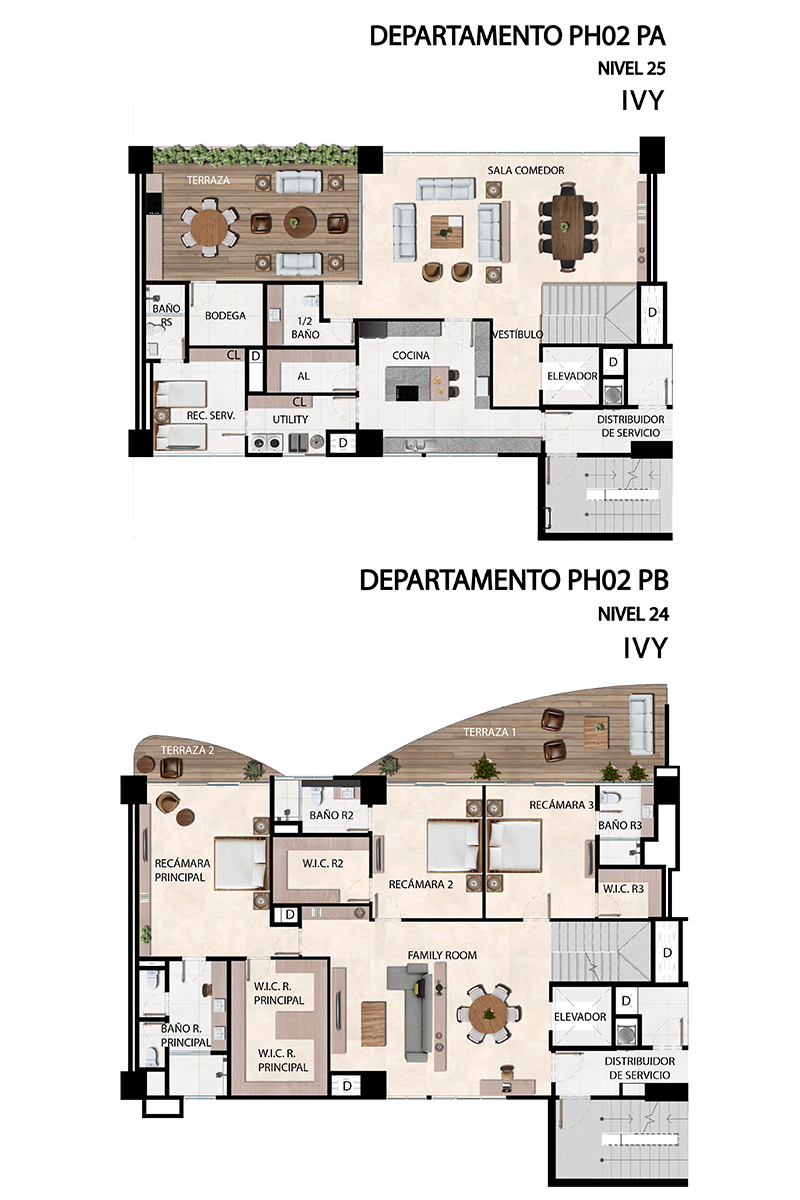 DEPARTAMENTO PH02 PA
NIVEL 25
IVY
SALA COMEDOR
TERRAZA
BAÑO
RS
BODEGA
1/2
BAÑO
VESTÍBULO
D
CL
D
COCINA
AL
ELEVADOR
D
REC. SERV.
CL
UTILITY
D
DISTRIBUIDOR
DE SERVICIO
DEPARTAMENTO PH02 PB
NIVEL 24
IVY
TERRAZA 1
TERRAZA 2
RECÁMARA 3
BAÑO R2
BAÑO R3
RECÁMARA
PRINCIPAL
W.I.C. R2
RECÁMARA 2
W.I.C. R3
D
FAMILY ROOM
D
W.I.C. R.
PRINCIPAL
D
ELEVADOR
BAÑO R.
PRINCIPAL
W.I.C. R.
PRINCIPAL
DISTRIBUIDOR
DE SERVICIO
D